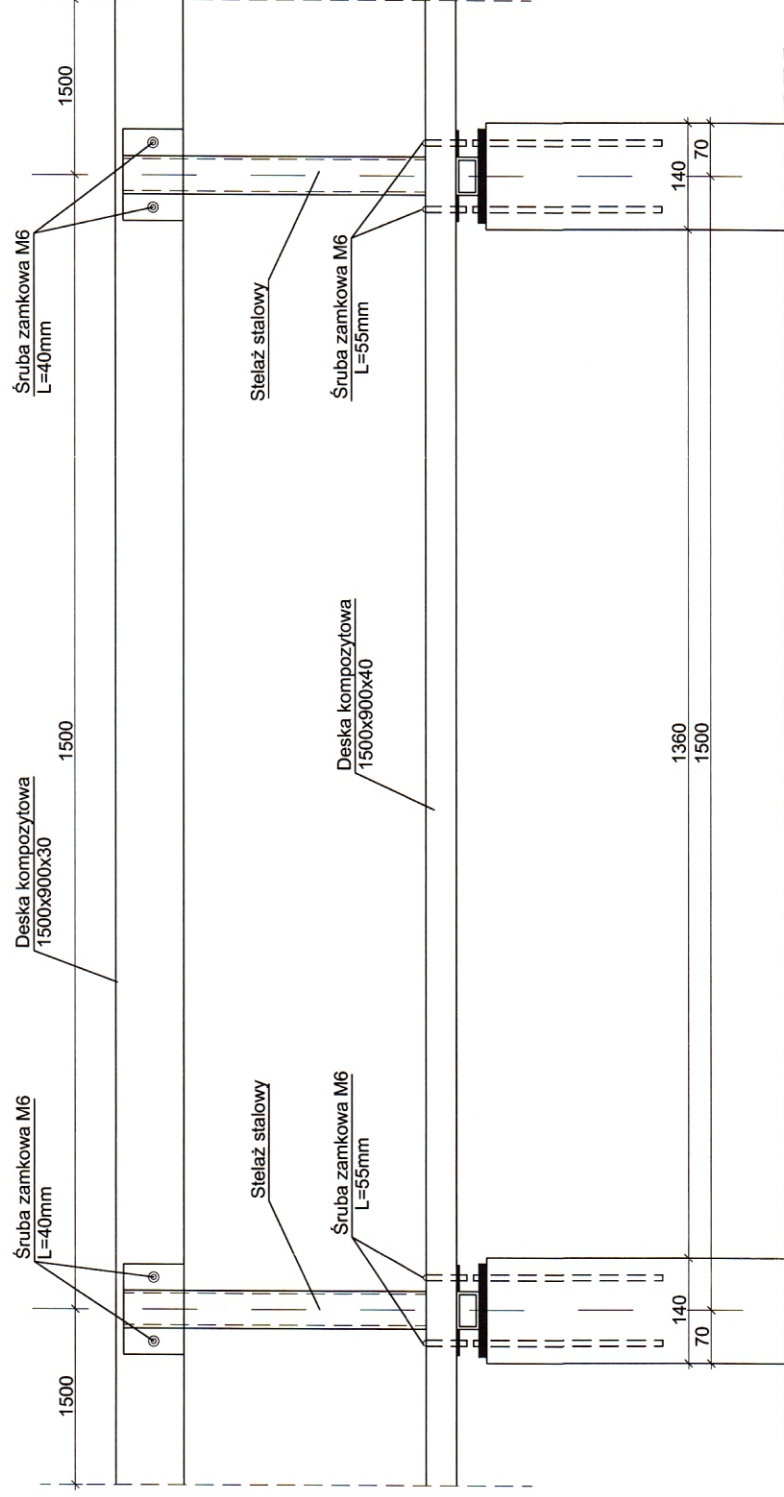 Śruba zamkowa M6
L=40mm
Deska kompozytowa
1500x900x30
Śruba zamkowa M6
L=40mm
1500
1500
1500
Stelaż stalowy
Stelaż stalowy
Śruba zamkowa M6
L=55mm
Deska kompozytowa
1500x900x40
Śruba zamkowa M6
L=55mm
140
1360
140
70
1500
70